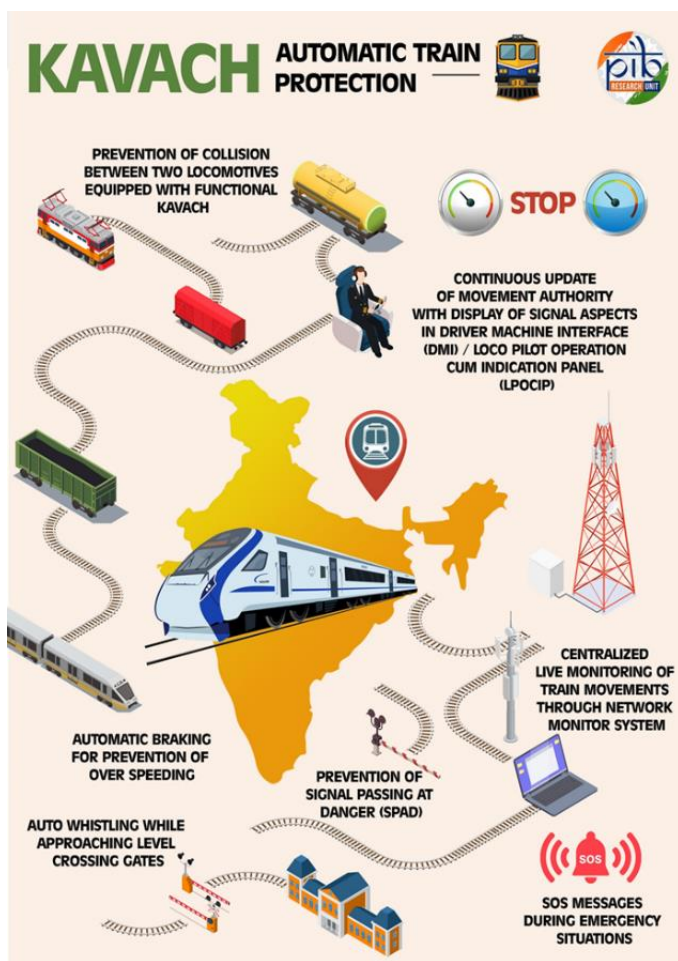 KAVACH
AUTOMATIC TRAIN
PROTECTION
pib
RESEARCH UNIT
PREVENTION OF COLLISION
BETWEEN TWO LOCOMOTIVES
EQUIPPED WITH FUNCTIONAL
KAVACH
STOP
CONTINUOUS UPDATE
OF MOVEMENT AUTHORITY
WITH DISPLAY OF SIGNAL ASPECTS
IN DRIVER MACHINE INTERFACE
(DMI) / LOCO PILOT OPERATION
CUM INDICATION PANEL
(LPOCIP)
CENTRALIZED
LIVE MONITORING OF
TRAIN MOVEMENTS
THROUGH NETWORK
MONITOR SYSTEM
AUTOMATIC BRAKING
FOR PREVENTION OF
OVER SPEEDING
PREVENTION OF
SIGNAL PASSING AT
DANGER (SPAD)
AUTO WHISTLING WHILE
APPROACHING LEVEL
CROSSING GATES
SOS
SOS MESSAGES
DURING EMERGENCY
SITUATIONS